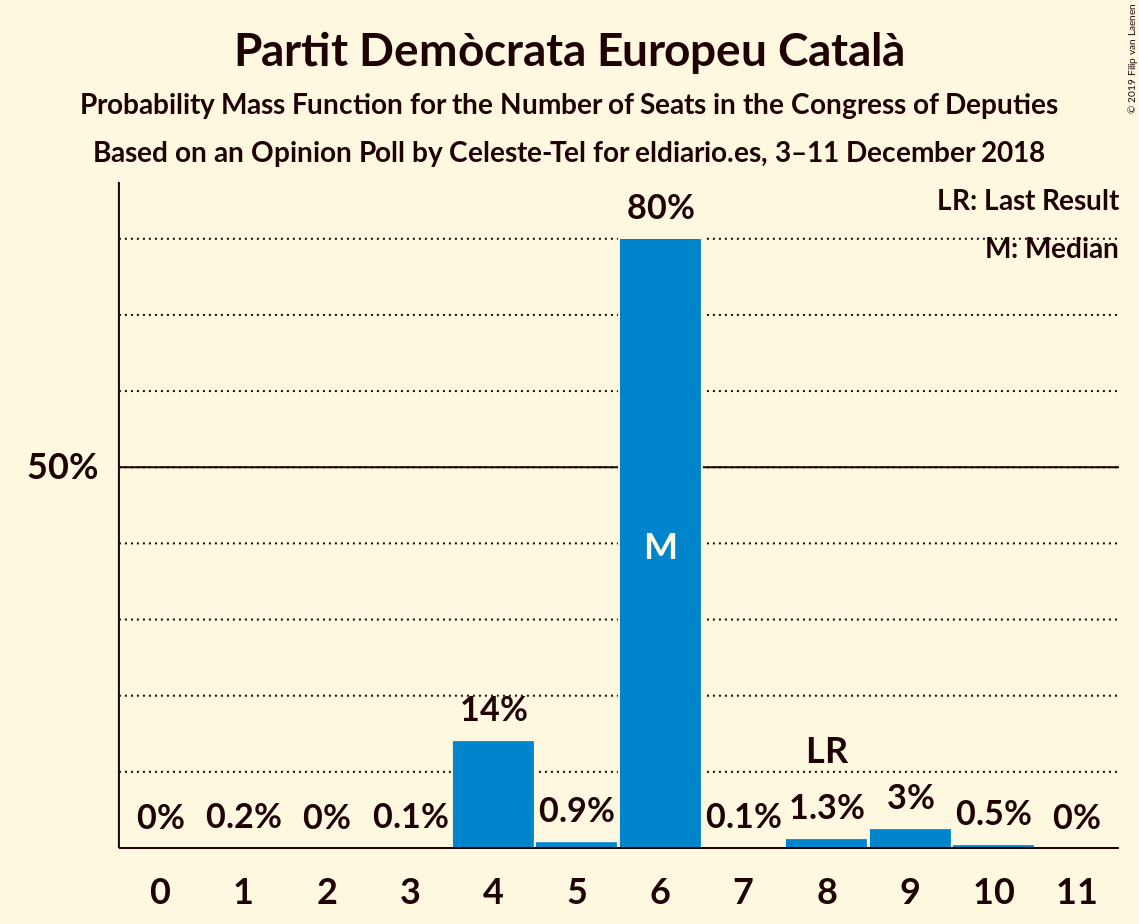 Partit Demòcrata Europeu Català
Probability Mass Function for the Number of Seats in the Congress of Deputies
Based on an Opinion Poll by Celeste-Tel for eldiario.es, 3–11 December 2018
© 2019 Filip van Laenen
LR: Last Result
M: Median
80%
50%
M
14%
LR
0% 0.2% 0% 0.1% 0.9% 0.1% 1.3% 3% 0.5% 0%
0 1 2 3 4 5 6 7 8 9 10 11